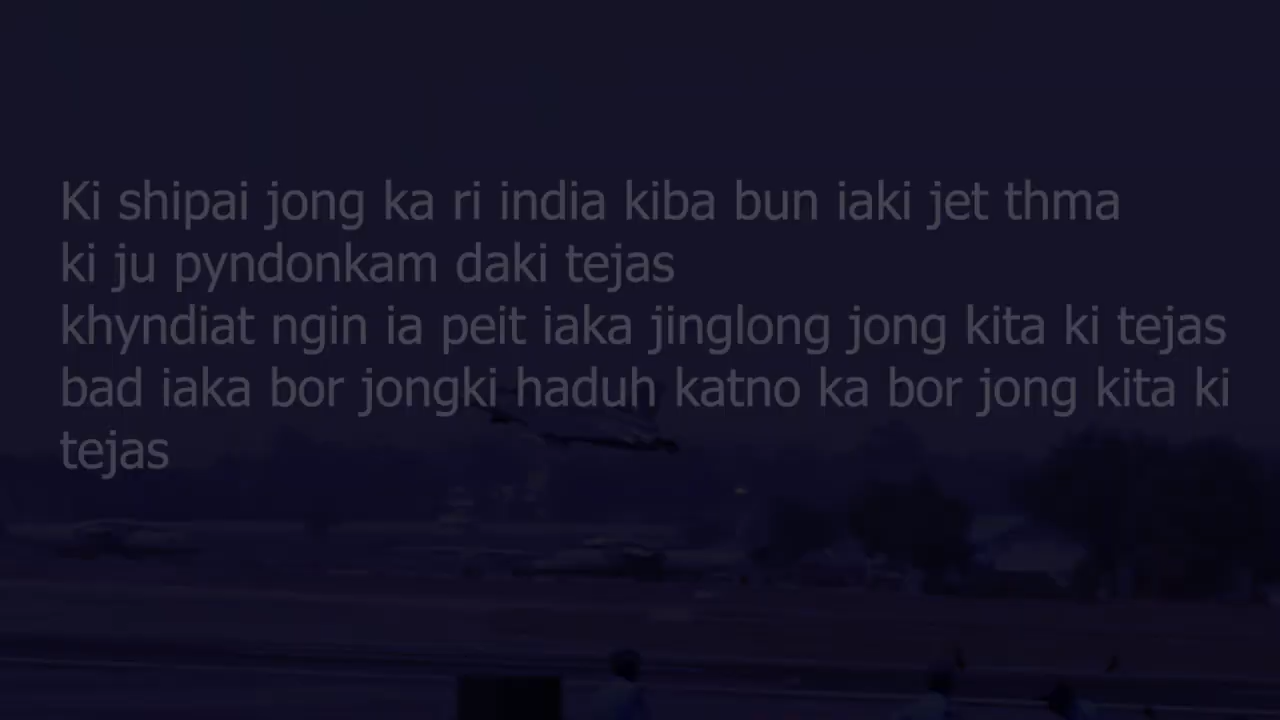 Ki shipai jong ka ri india kiba bun iaki jet thma
ki ju pyndonkam daki tejas
khyndiat ngin ia peit iaka jinglong jong kita ki tejas
bad iaka bor jongki haduh katno ka bor jong kita ki
tejas